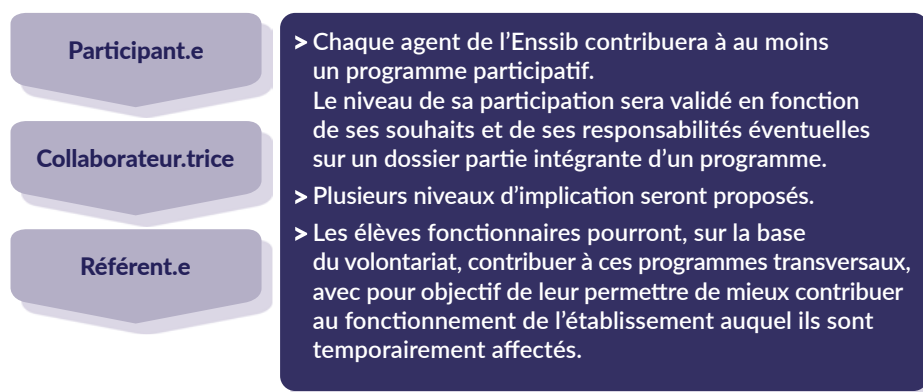 Participant.e
Collaborateur.trice
Référent.e
> Chaque agent de l’Enssib contribuera à au moins
un programme participatif.
Le niveau de sa participation sera validé en fonction
de ses souhaits et de ses responsabilités éventuelles
sur un dossier partie intégrante d’un programme.
> Plusieurs niveaux d’implication seront proposés.
> Les élèves fonctionnaires pourront, sur la base
du volontariat, contribuer à ces programmes transversaux,
avec pour objectif de leur permettre de mieux contribuer
au fonctionnement de l’établissement auquel ils sont
temporairement affectés.